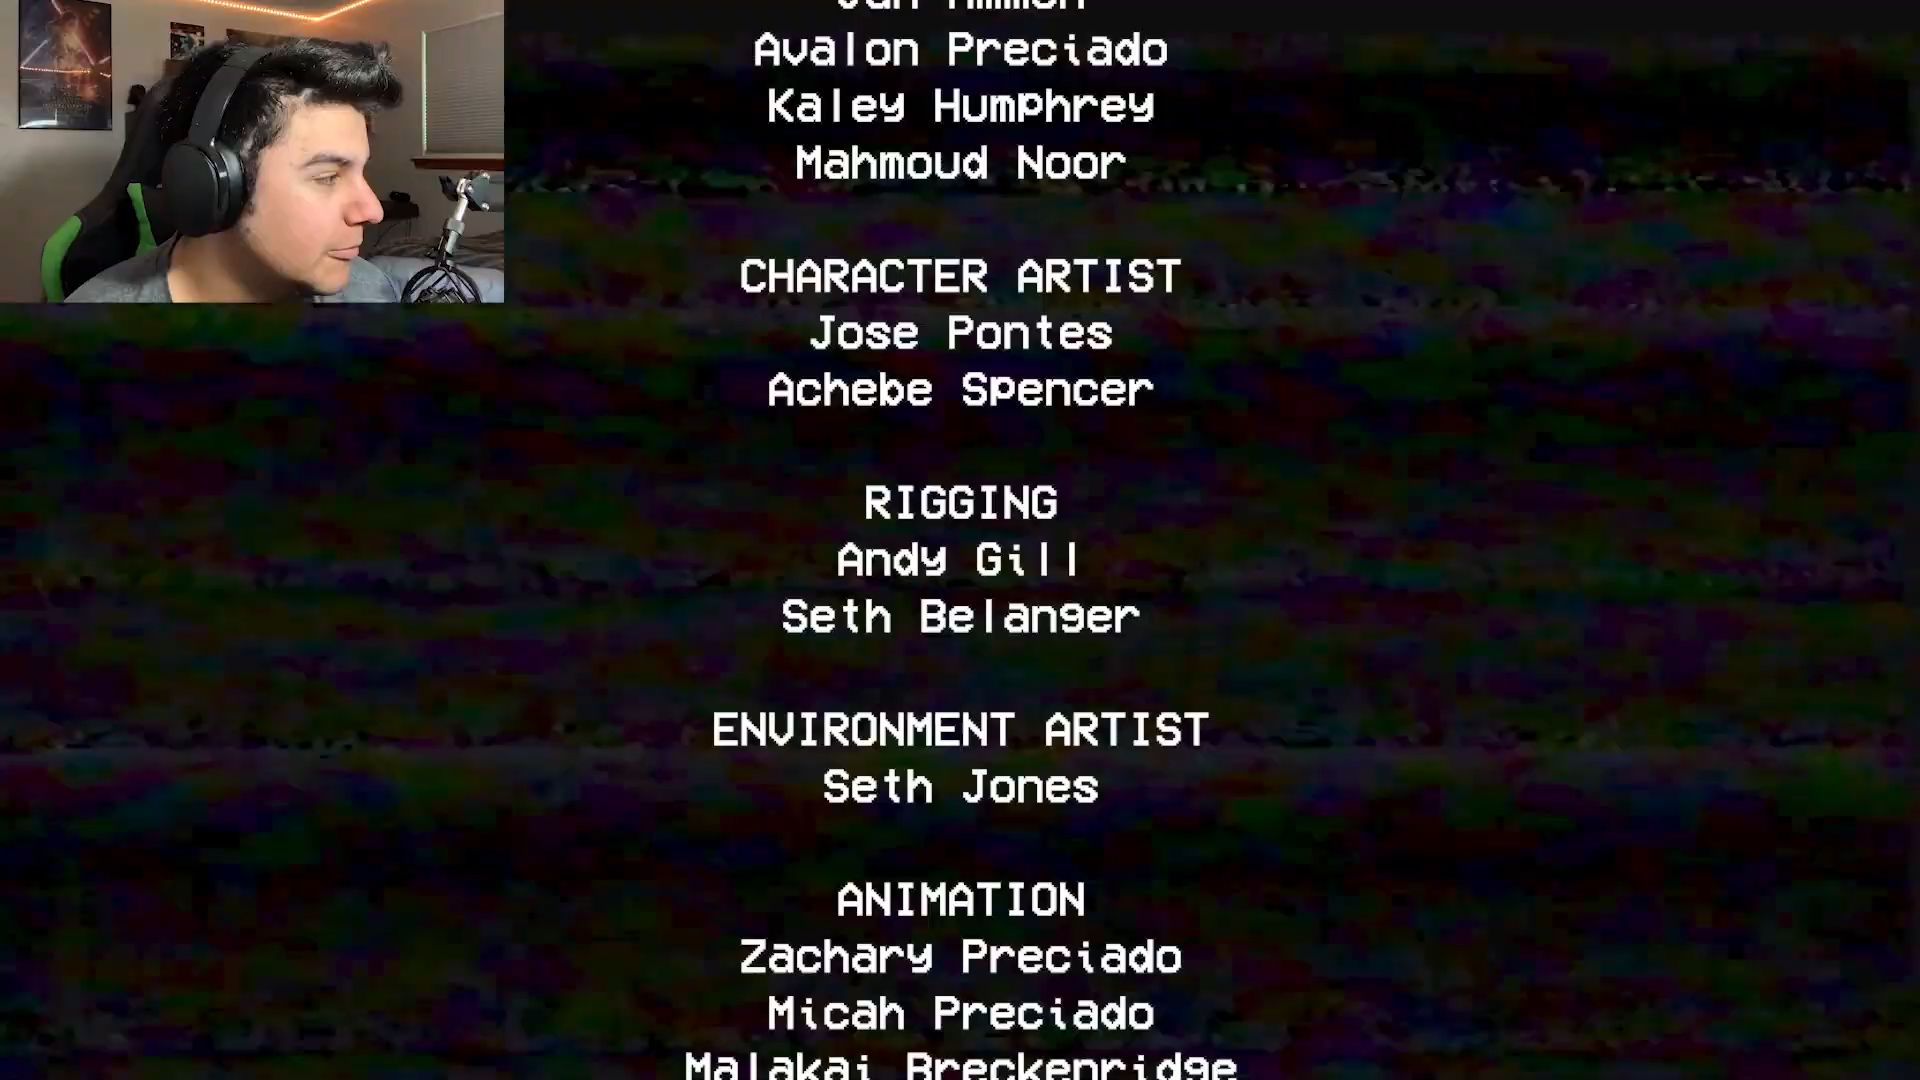 Avalon Preciado
Kaley Humphrey
Mahmoud Noor
CHARACTER ARTIST
Jose Pontes
Achebe Spencer
RIGGING
Andy Gill
Seth Belanger
ENVIRONMENT ARTIST
Seth Jones
ANIMATION
Zachary Preciado
Micah Preciado
Malakai Breckenridge